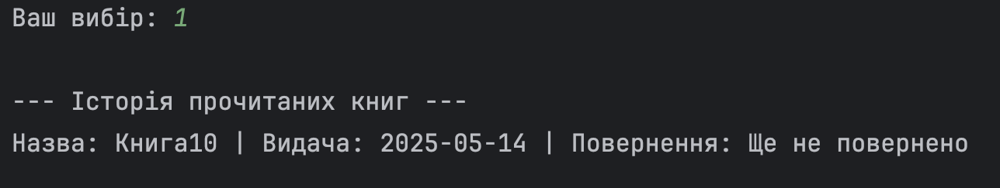 Ваш вибір: 1
--- Історія прочитаних книг ---
Назва: Книга10 | Видача: 2025-05-14 | Повернення: Ще не повернено